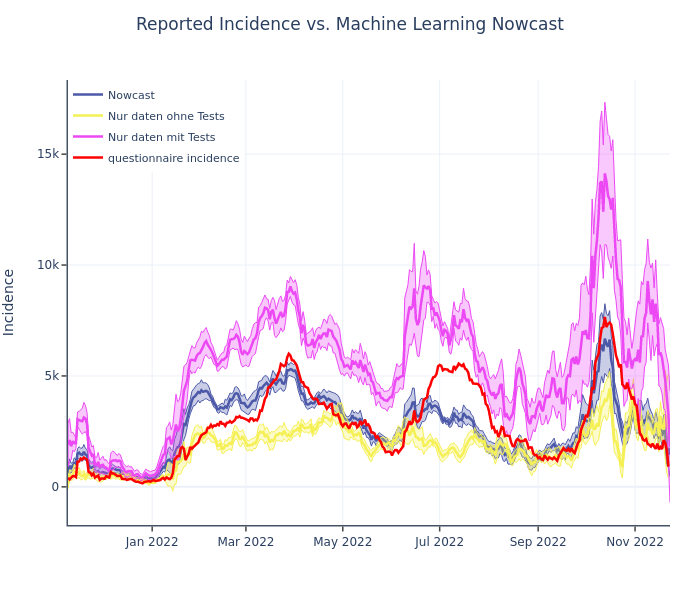 Reported Incidence vs. Machine Learning Nowcast
Nowcast
Nur daten ohne Tests
Nur daten mit Tests
questionnaire incidence
Incidence
15k
10k
5k
0
Jan 2022
Mar 2022
May 2022
Jul 2022
Sep 2022
Nov 2022